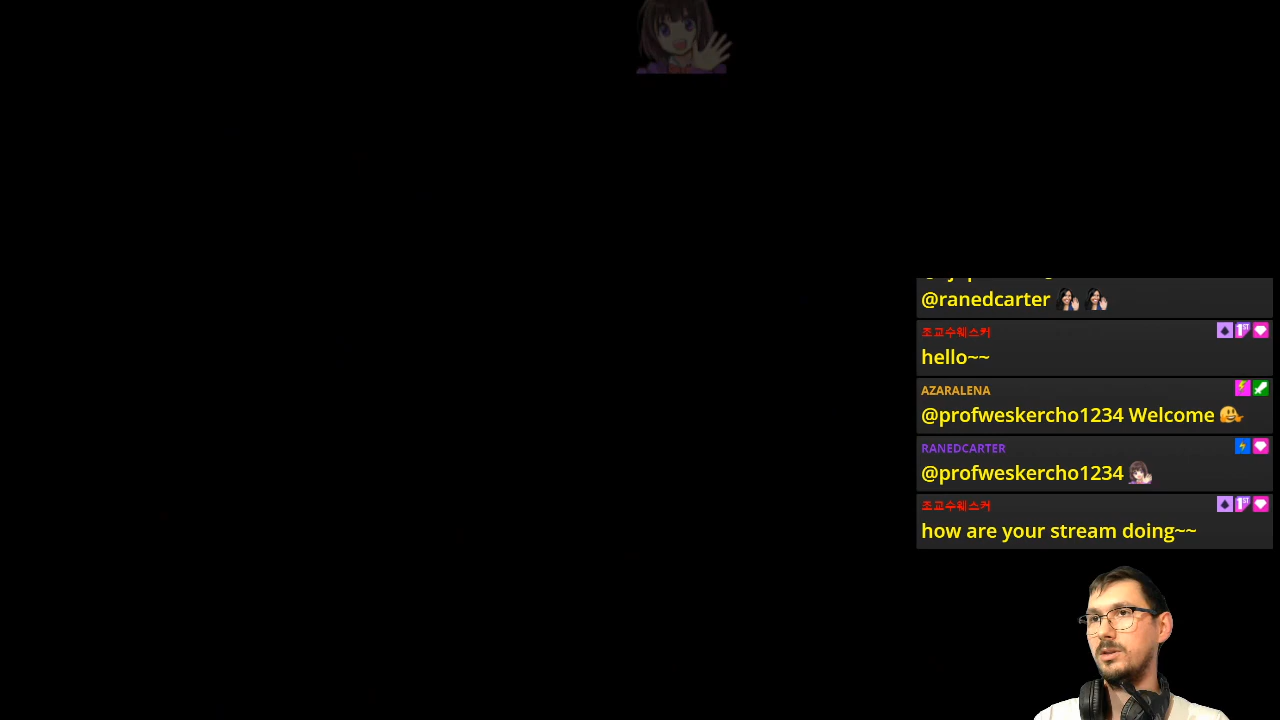 @ranedcarter
조교수웨스커
hello~~
AZARALENA
@profweskercho1234 Welcome
RANEDCARTER
@profweskercho1234
조교수웨스커
how are your stream doing~~